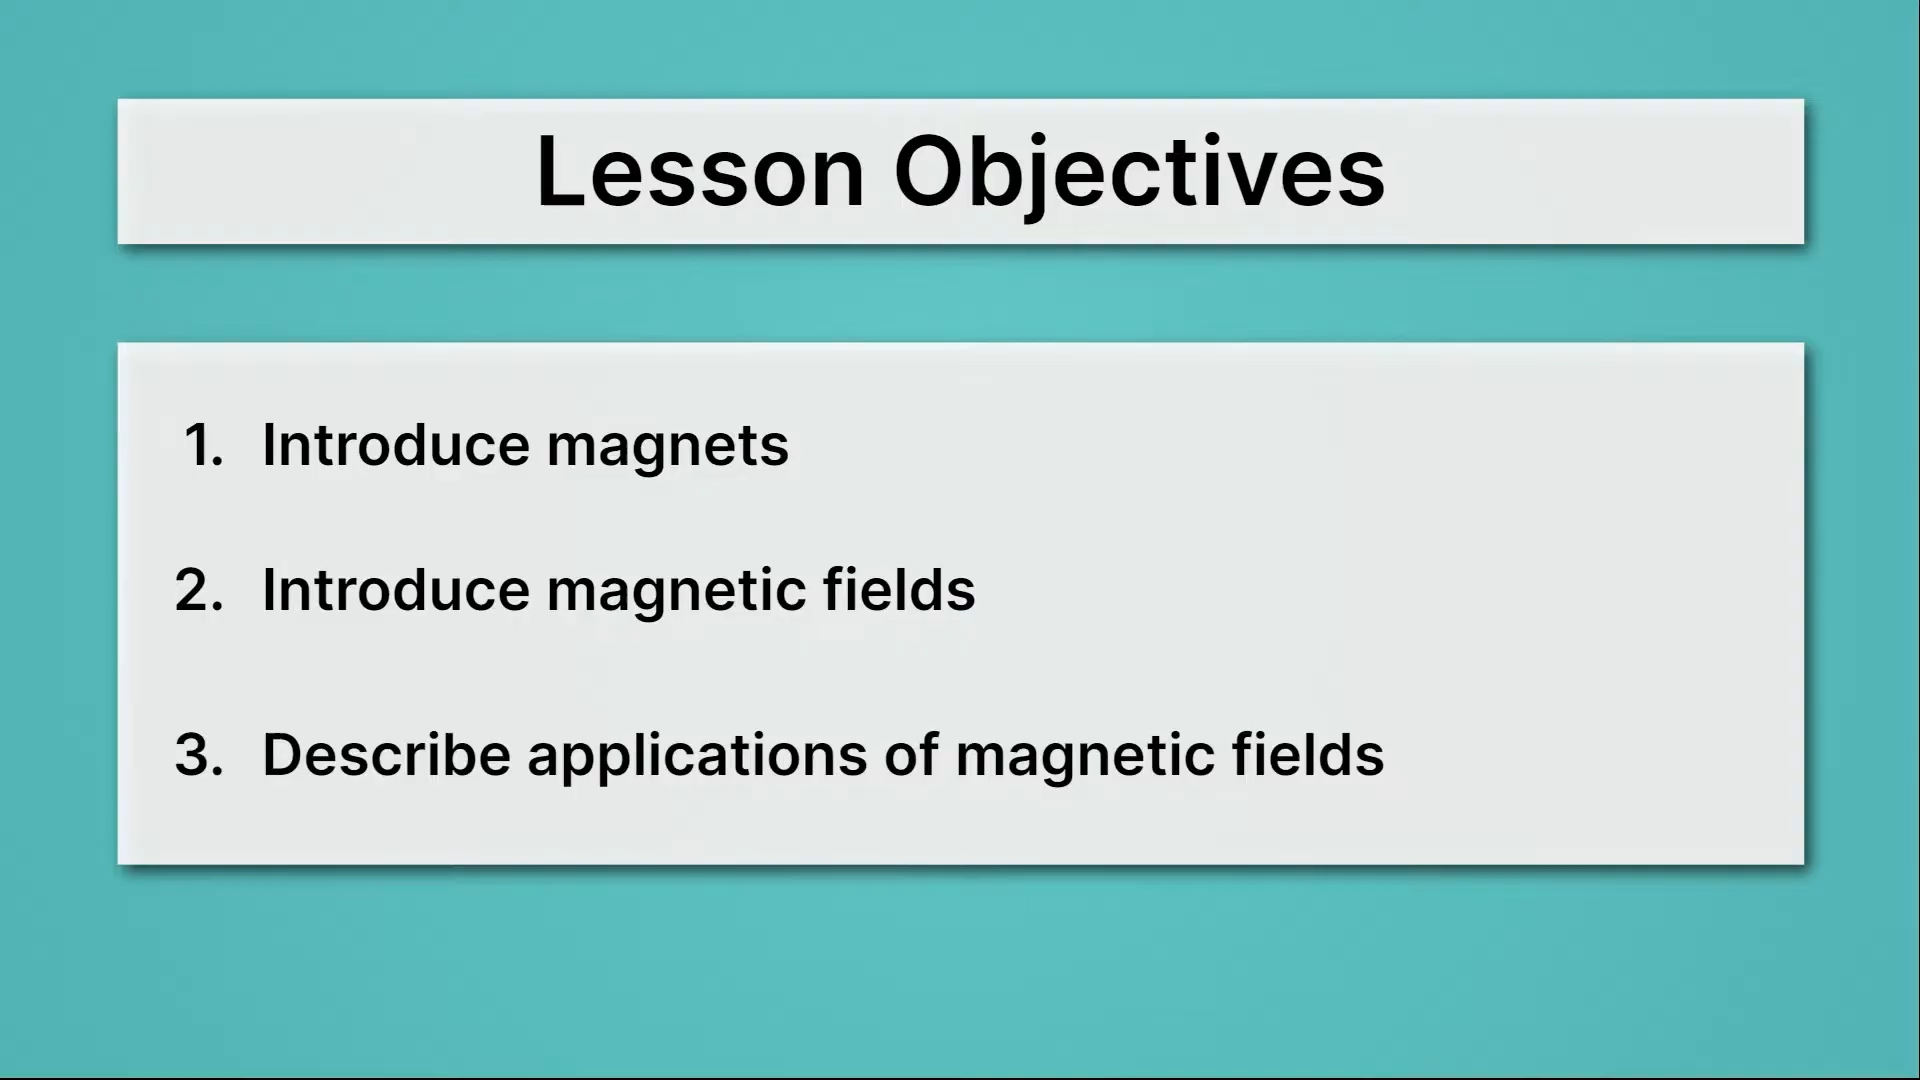 Lesson Objectives
1. Introduce magnets
2. Introduce magnetic fields
3. Describe applications of magnetic fields